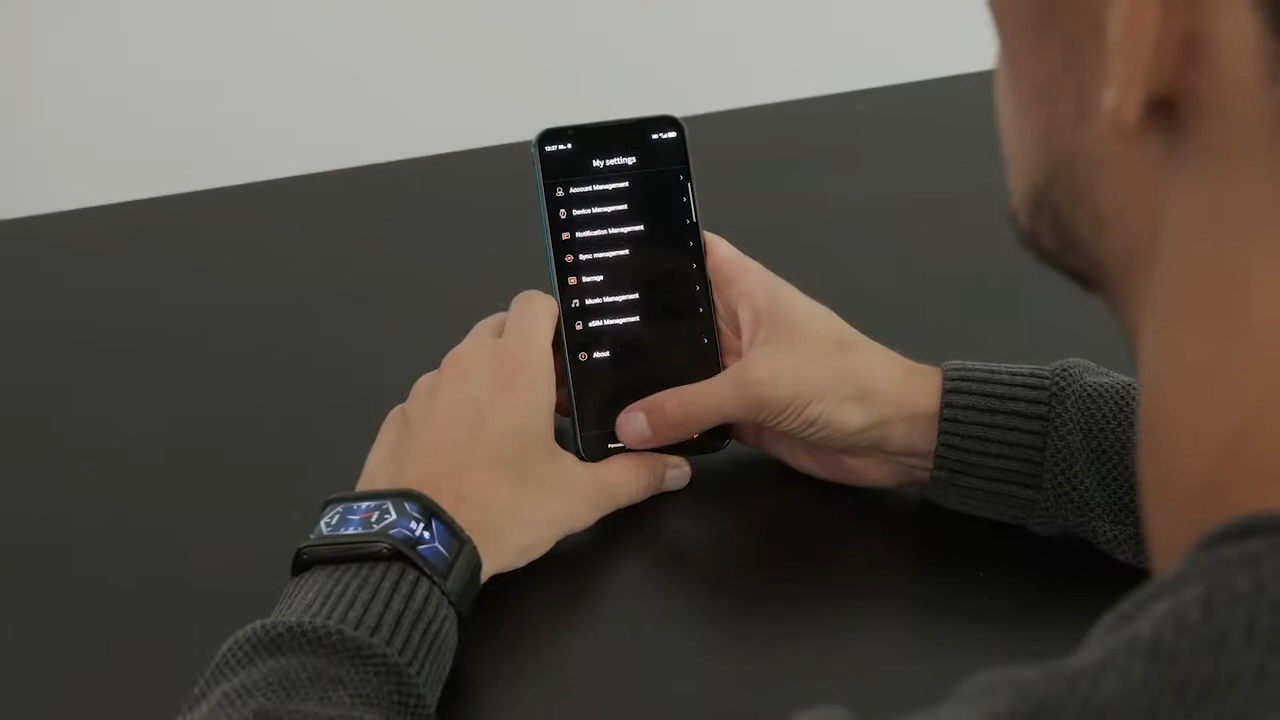 My settings
Account Management
Device Management
Notification Management
Sync management
Barrage
Music Management
eSIM Management
About